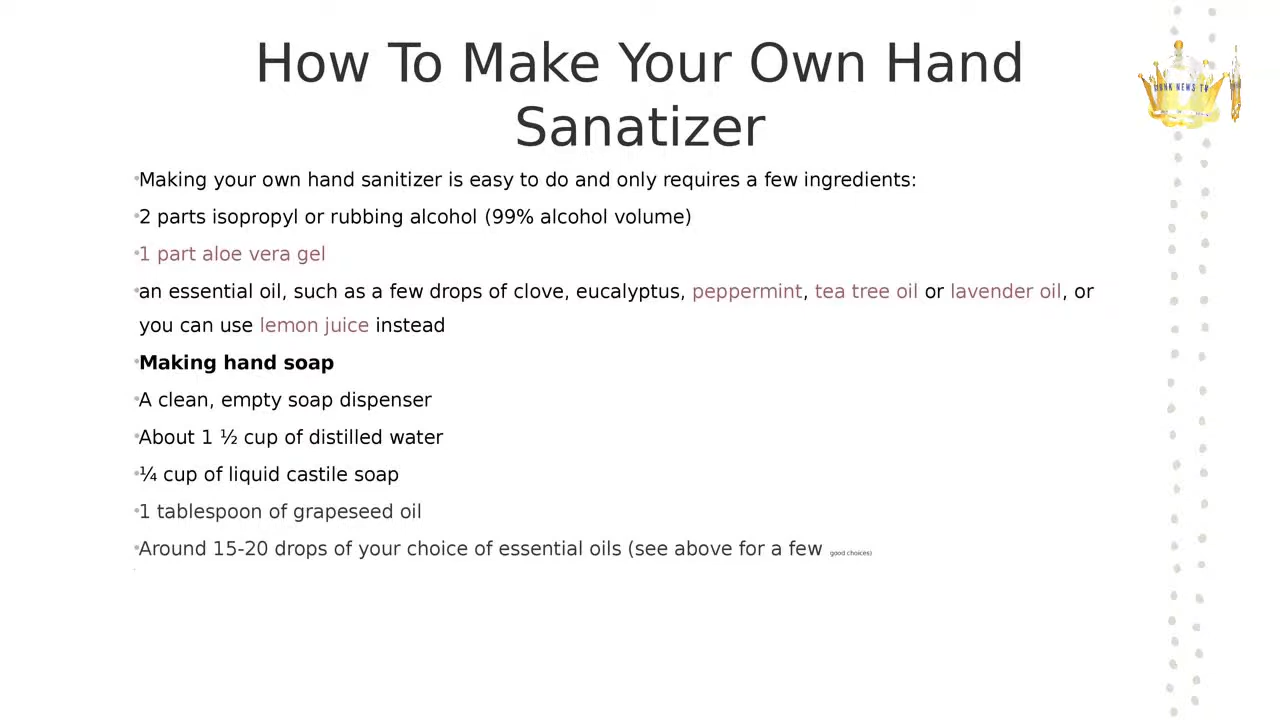 How To Make Your Own Hand
Sanatizer
•Making your own hand sanitizer is easy to do and only requires a few ingredients:
•2 parts isopropyl or rubbing alcohol (99% alcohol volume)
•1 part aloe vera gel
•an essential oil, such as a few drops of clove, eucalyptus, peppermint, tea tree oil or lavender oil, or
you can use lemon juice instead
•Making hand soap
•A clean, empty soap dispenser
•About 1 ½ cup of distilled water
•¼ cup of liquid castile soap
•1 tablespoon of grapeseed oil
•Around 15-20 drops of your choice of essential oils (see above for a few good choices)
NEWS TV